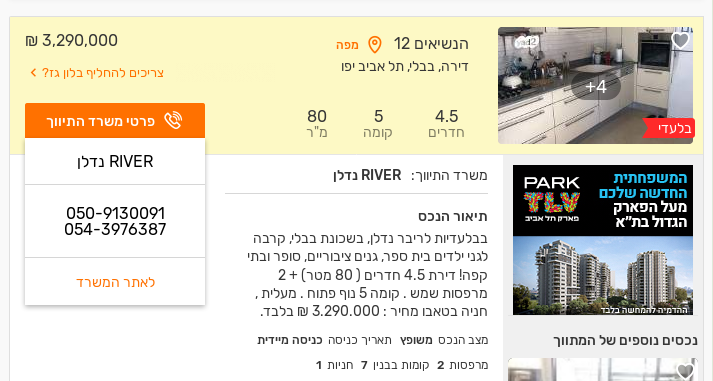 הנשיאים 12
מפה
דירה, בבלי, תל אביב יפו
4.5 5 80
חדרים קומה מ"ר
3,290,000 ₪
צריכים להחליף בלון גז?
פרטי משרד התיווך
RIVER נדלן
050-9130091
054-3976387
לאתר המשרד
yad2
+4
בלעדי
משרד התיווך: RIVER נדלן
תיאור הנכס
בבלעדיות לריבר נדלן, בשכונת בבלי, קרבה
לגני ילדים בית ספר, גנים ציבוריים, סופר ובתי
קפה! דירת 4.5 חדרים ( 80 מטר) + 2
מרפסות שמש . קומה 5 נוף פתוח . מעלית ,
חניה בטאבו מחיר : 3.290.000 ₪ בלבד.
מצב הנכס משופץ תאריך כניסה כניסה מיידית
מרפסות 2 קומות בבנין 7 חניות 1
PARK
TLV
פארק תל אביב
המשפחתית
החדשה שלכם
מעל הפארק
הגדול בת"א
ההדמיה להמחשה בלבד
נכסים נוספים של המתווך